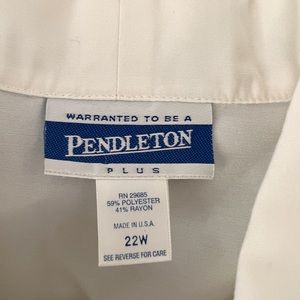 WARRANTED TO BE A
PENDLETON
PLUS
RN 29685
59% POLYESTER
41% RAYON
MADE IN U.S.A.
22W
SEE REVERSE FOR CARE